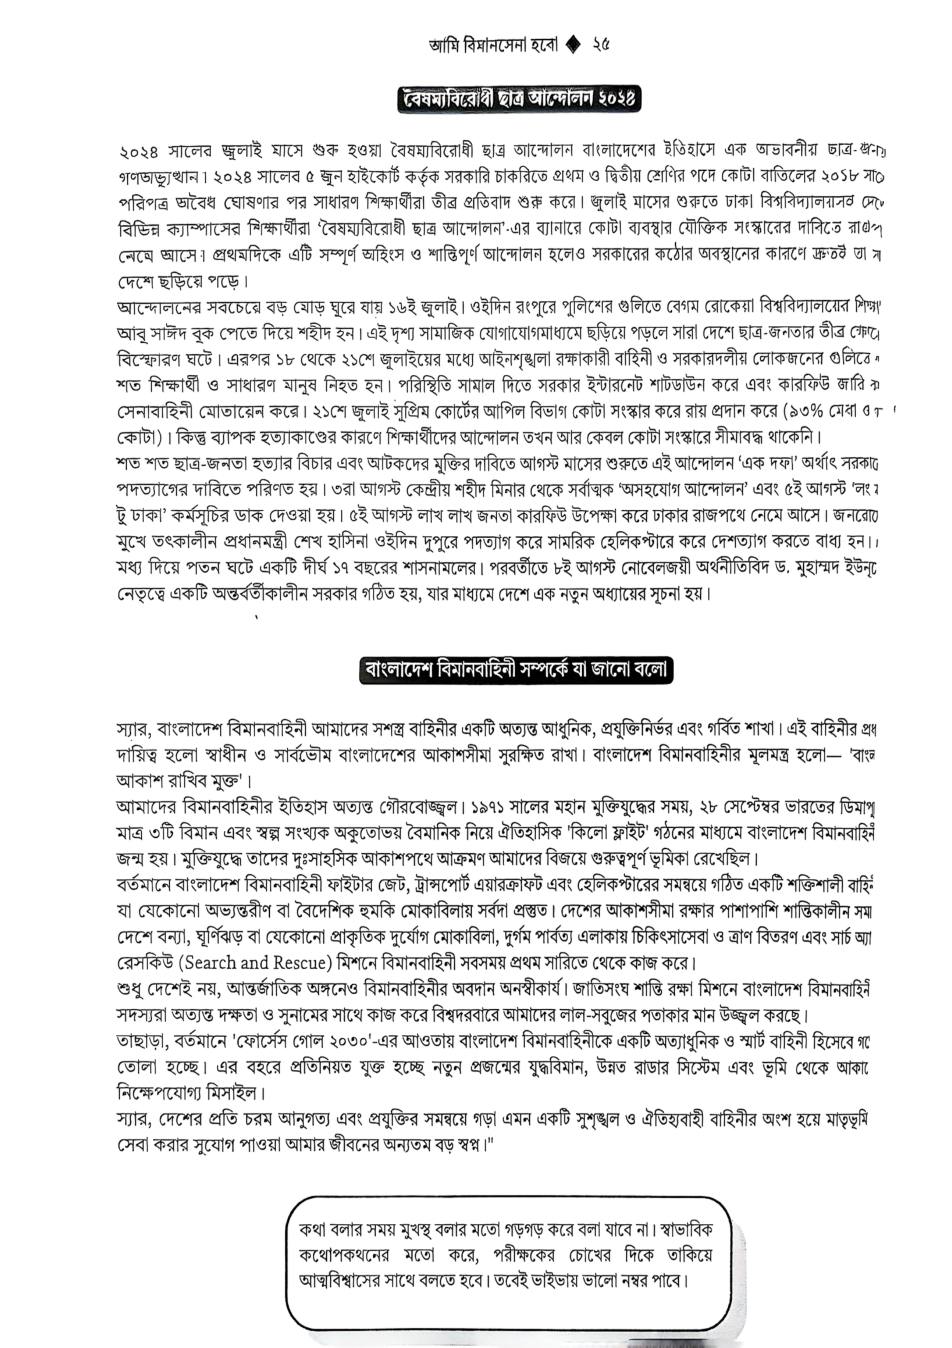 আমি বিমানসেনা হবো ◆ ২৫
বৈষম্যবিরোধী ছাত্র আন্দোলন ২০২৪
২০২৪ সালের জুলাই মাসে শুরু হওয়া বৈষম্যবিরোধী ছাত্র আন্দোলন বাংলাদেশের ইতিহাসে এক অভাবনীয় ছাত্র-
গণঅভ্যুত্থান। ২০২৪ সালের ৫ জুন হাইকোর্ট কর্তৃক সরকারি চাকরিতে প্রথম ও দ্বিতীয় শ্রেণির পদে কোটা বাতিলের ২০১৮
পরিপত্র অবৈধ ঘোষণার পর সাধারণ শিক্ষার্থীরা তীব্র প্রতিবাদ শুরু করে। জুলাই মাসের শুরুতে ঢাকা বিশ্ববিদ্যালয়সহ
বিভিন্ন ক্যাম্পাসের শিক্ষার্থীরা ‘বৈষম্যবিরোধী ছাত্র আন্দোলন’-এর ব্যানারে কোটা ব্যবস্থার যৌক্তিক সংস্কারের দাবিতে
নেমে আসে। প্রথমদিকে এটি সম্পূর্ণ অহিংস ও শান্তিপূর্ণ আন্দোলন হলেও সরকারের কঠোর অবস্থানের কারণে দ্রুতই তা
দেশে ছড়িয়ে পড়ে।
আন্দোলনের সবচেয়ে বড় মোড় ঘুরে যায় ১৬ই জুলাই। ওইদিন রংপুরে পুলিশের গুলিতে বেগম রোকেয়া বিশ্ববিদ্যালয়ের
আবু সাঈদ বুক পেতে দিয়ে শহীদ হন। এই দৃশ্য সামাজিক যোগাযোগমাধ্যমে ছড়িয়ে পড়লে সারা দেশে ছাত্র-জনতার তীব্র
বিস্ফোরণ ঘটে। এরপর ১৮ থেকে ২১শে জুলাইয়ের মধ্যে আইনশৃঙ্খলা রক্ষাকারী বাহিনী ও সরকারদলীয় লোকজনের গুলিতে
শত শিক্ষার্থী ও সাধারণ মানুষ নিহত হন। পরিস্থিতি সামাল দিতে সরকার ইন্টারনেট শাটডাউন করে এবং কারফিউ জারি
সেনাবাহিনী মোতায়েন করে। ২১শে জুলাই সুপ্রিম কোর্টের আপিল বিভাগ কোটা সংস্কার করে রায় প্রদান করে (৯৩% মেধা ও
কোটা)। কিন্তু ব্যাপক হত্যাকাণ্ডের কারণে শিক্ষার্থীদের আন্দোলন তখন আর কেবল কোটা সংস্কারে সীমাবদ্ধ থাকেনি।
শত শত ছাত্র-জনতা হত্যার বিচার এবং আটকদের মুক্তির দাবিতে আগস্ট মাসের শুরুতে এই আন্দোলন ‘এক দফা’ অর্থাৎ
পদত্যাগের দাবিতে পরিণত হয়। ৩রা আগস্ট কেন্দ্রীয় শহীদ মিনার থেকে সর্বাত্মক ‘অসহযোগ আন্দোলন’ এবং ৫ই আগস্ট ‘লং
টু ঢাকা’ কর্মসূচির ডাক দেওয়া হয়। ৫ই আগস্ট লাখ লাখ জনতা কারফিউ উপেক্ষা করে ঢাকার রাজপথে নেমে আসে।
মুখে তৎকালীন প্রধানমন্ত্রী শেখ হাসিনা ওইদিন দুপুরে পদত্যাগ করে সামরিক হেলিকপ্টারে করে দেশত্যাগ করতে বাধ্য হন।
মধ্য দিয়ে পতন ঘটে একটি দীর্ঘ ১৭ বছরের শাসনামলের। পরবর্তীতে ৮ই আগস্ট নোবেলজয়ী অর্থনীতিবিদ ড. মুহাম্মদ
নেতৃত্বে একটি অন্তর্বর্তীকালীন সরকার গঠিত হয়, যার মাধ্যমে দেশে এক নতুন অধ্যায়ের সূচনা হয়।
বাংলাদেশ বিমানবাহিনী সম্পর্কে যা জানো বলো
স্যার, বাংলাদেশ বিমানবাহিনী আমাদের সশস্ত্র বাহিনীর একটি অত্যন্ত আধুনিক, প্রযুক্তিনির্ভর এবং গর্বিত শাখা। এই বাহিনীর
দায়িত্ব হলো স্বাধীন ও সার্বভৌম বাংলাদেশের আকাশসীমা সুরক্ষিত রাখা। বাংলাদেশ বিমানবাহিনীর মূলমন্ত্র হলো—
আকাশ রাখিব মুক্ত'।
আমাদের বিমানবাহিনীর ইতিহাস অত্যন্ত গৌরবোজ্জ্বল। ১৯৭১ সালের মহান মুক্তিযুদ্ধের সময়, ২৮ সেপ্টেম্বর ভারতের
মাত্র ৩টি বিমান এবং স্বল্প সংখ্যক অকুতোভয় বৈমানিক নিয়ে ঐতিহাসিক 'কিলো ফ্লাইট' গঠনের মাধ্যমে বাংলাদেশ
জন্ম হয়। মুক্তিযুদ্ধে তাদের দুঃসাহসিক আকাশপথে আক্রমণ আমাদের বিজয়ে গুরুত্বপূর্ণ ভূমিকা রেখেছিল।
বর্তমানে বাংলাদেশ বিমানবাহিনী ফাইটার জেট, ট্রান্সপোর্ট এয়ারক্রাফট এবং হেলিকপ্টারের সমন্বয়ে গঠিত একটি শক্তিশালী
যা যেকোনো অভ্যন্তরীণ বা বৈদেশিক হুমকি মোকাবিলায় সর্বদা প্রস্তুত। দেশের আকাশসীমা রক্ষার পাশাপাশি শান্তিকালীন
দেশে বন্যা, ঘূর্ণিঝড় বা যেকোনো প্রাকৃতিক দুর্যোগ মোকাবিলা, দুর্গম পার্বত্য এলাকায় চিকিৎসাসেবা ও ত্রাণ বিতরণ এবং সার্চ
রেসকিউ (Search and Rescue) মিশনে বিমানবাহিনী সবসময় প্রথম সারিতে থেকে কাজ করে।
শুধু দেশেই নয়, আন্তর্জাতিক অঙ্গনেও বিমানবাহিনীর অবদান অনস্বীকার্য। জাতিসংঘ শান্তি রক্ষা মিশনে বাংলাদেশ
সদস্যরা অত্যন্ত দক্ষতা ও সুনামের সাথে কাজ করে বিশ্বদরবারে আমাদের লাল-সবুজের পতাকার মান উজ্জ্বল করছে।
তাছাড়া, বর্তমানে 'ফোর্সেস গোল ২০৩০'-এর আওতায় বাংলাদেশ বিমানবাহিনীকে একটি অত্যাধুনিক ও স্মার্ট বাহিনী হিসেবে
তোলা হচ্ছে। এর বহরে প্রতিনিয়ত যুক্ত হচ্ছে নতুন প্রজন্মের যুদ্ধবিমান, উন্নত রাডার সিস্টেম এবং ভূমি থেকে
নিক্ষেপযোগ্য মিসাইল।
স্যার, দেশের প্রতি চরম আনুগত্য এবং প্রযুক্তির সমন্বয়ে গড়া এমন একটি সুশৃঙ্খল ও ঐতিহ্যবাহী বাহিনীর অংশ হয়ে মাতৃভূমি
সেবা করার সুযোগ পাওয়া আমার জীবনের অন্যতম বড় স্বপ্ন।"
কথা বলার সময় মুখস্থ বলার মতো গড়গড় করে বলা যাবে না। স্বাভাবিক
কথোপকথনের মতো করে, পরীক্ষকের চোখের দিকে তাকিয়ে
আত্মবিশ্বাসের সাথে বলতে হবে। তবেই ভাইভায় ভালো নম্বর পাবে।